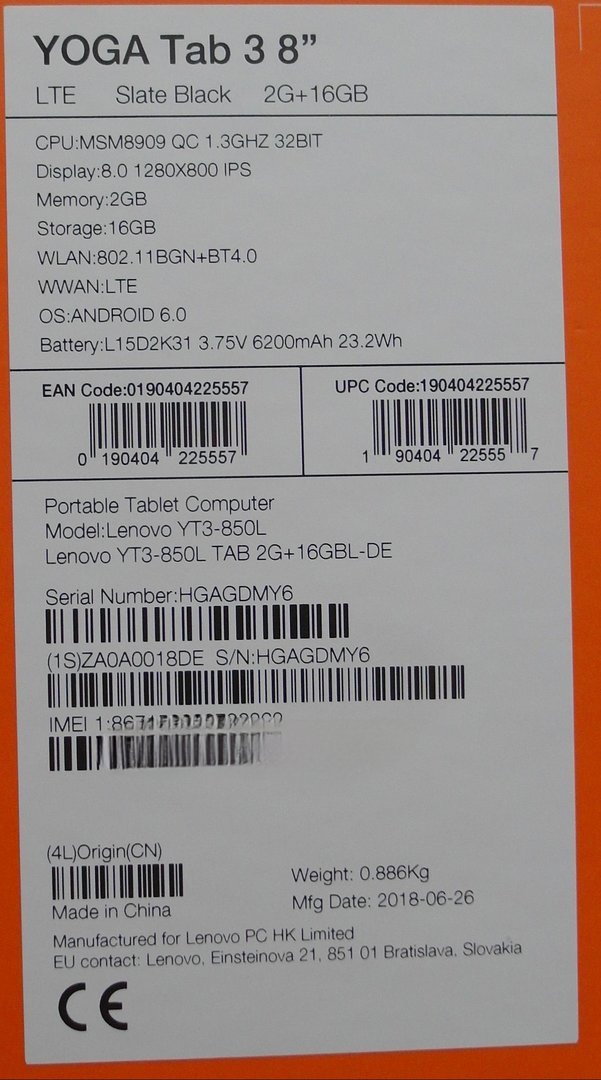 YOGA Tab 3 8”
LTE Slate Black 2G+16GB
CPU:MSM8909 QC 1.3GHZ 32BIT
Display:8.0 1280X800 IPS
Memory:2GB
Storage:16GB
WLAN:802.11BGN+BT4.0
WWAN:LTE
OS:ANDROID 6.0
Battery:L15D2K31 3.75V 6200mAh 23.2Wh
EAN Code:0190404225557
0 190404 225557
UPC Code:190404225557
1 90404 22555 7
Portable Tablet Computer
Model:Lenovo YT3-850L
Lenovo YT3-850L TAB 2G+16GBL-DE
Serial Number:HGAGDMY6
(1S)ZA0A0018DE S/N:HGAGDMY6
IMEI 1:
(4L)Origin(CN)
Made in China
Weight: 0.886Kg
Mfg Date: 2018-06-26
Manufactured for Lenovo PC HK Limited
EU contact: Lenovo, Einsteinova 21, 851 01 Bratislava, Slovakia
CE